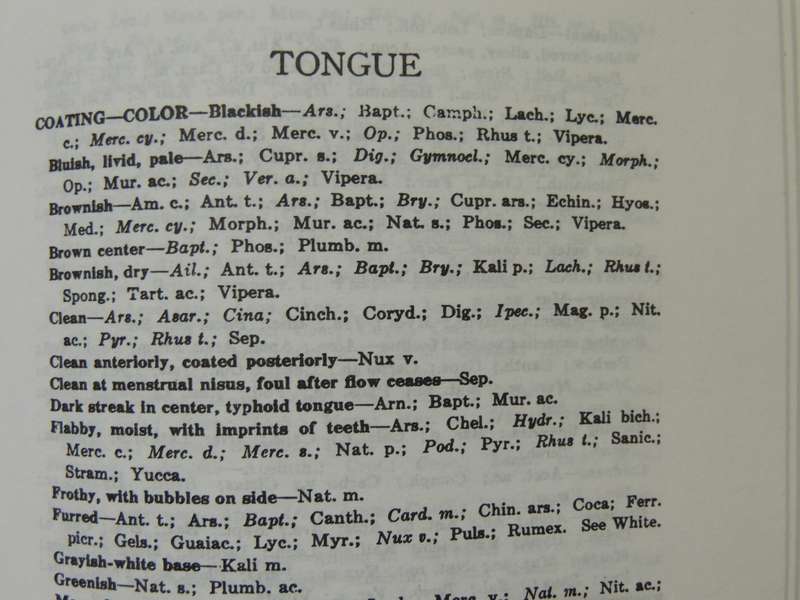 TONGUE
COATING—COLOR—Blackish—Ars.; Bapt.; Camph.; Lach.; Lyc.; Merc.
c.; Merc. cy.; Merc. d.; Merc. v.; Op.; Phos.; Rhus t.; Vipera.
Bluish, livid, pale—Ars.; Cupr. s.; Dig.; Gymnocl.; Merc. cy.; Morph.;
Op.; Mur. ac.; Sec.; Ver. a.; Vipera.
Brownish—Am. c.; Ant. t.; Ars.; Bapt.; Bry.; Cupr. ars.; Echin.; Hyos.;
Med.; Merc. cy.; Morph.; Mur. ac.; Nat. s.; Phos.; Sec.; Vipera.
Brown center—Bapt.; Phos.; Plumb. m.
Brownish, dry—Ail.; Ant. t.; Ars.; Bapt.; Bry.; Kali p.; Lach.; Rhus t.;
Spong.; Tart. ac.; Vipera.
Clean—Ars.; Asar.; Cina; Cinch.; Coryd.; Dig.; Ipec.; Mag. p.; Nit.
ac.; Pyr.; Rhus t.; Sep.
Clean anteriorly, coated posteriorly—Nux v.
Clean at menstrual nisus, foul after flow ceases—Sep.
Dark streak in center, typhoid tongue—Arn.; Bapt.; Mur. ac.
Flabby, moist, with imprints of teeth—Ars.; Chel.; Hydr.; Kali bich.;
Merc. c.; Merc. d.; Merc. s.; Nat. p.; Pod.; Pyr.; Rhus t.; Sanic.;
Stram.; Yucca.
Frothy, with bubbles on side—Nat. m.
Furred—Ant. t.; Ars.; Bapt.; Canth.; Card. m.; Chin. ars.; Coca; Ferr.
picr.; Gels.; Guaiac.; Lyc.; Myr.; Nux v.; Puls.; Rumex. See White.
Grayish-white base—Kali m.
Greenish—Nat. s.; Plumb. ac.
Merc. v.; Nat. m.; Nit. ac.;